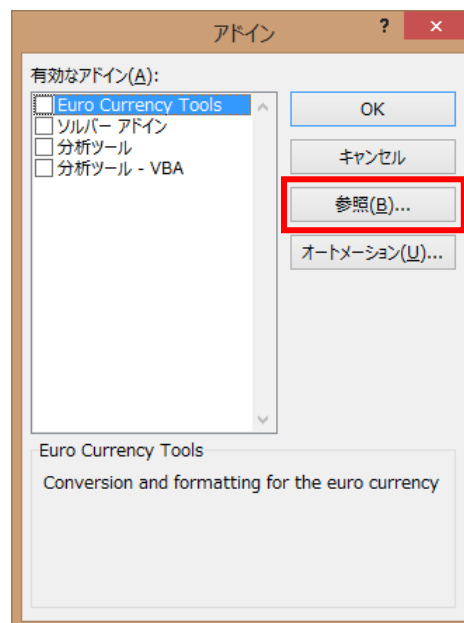 アドイン
? ×
有効なアドイン(A):
Euro Currency Tools
ソルバー アドイン
分析ツール
分析ツール - VBA
OK
キャンセル
参照(B)...
オートメーション(U)...
Euro Currency Tools
Conversion and formatting for the euro currency